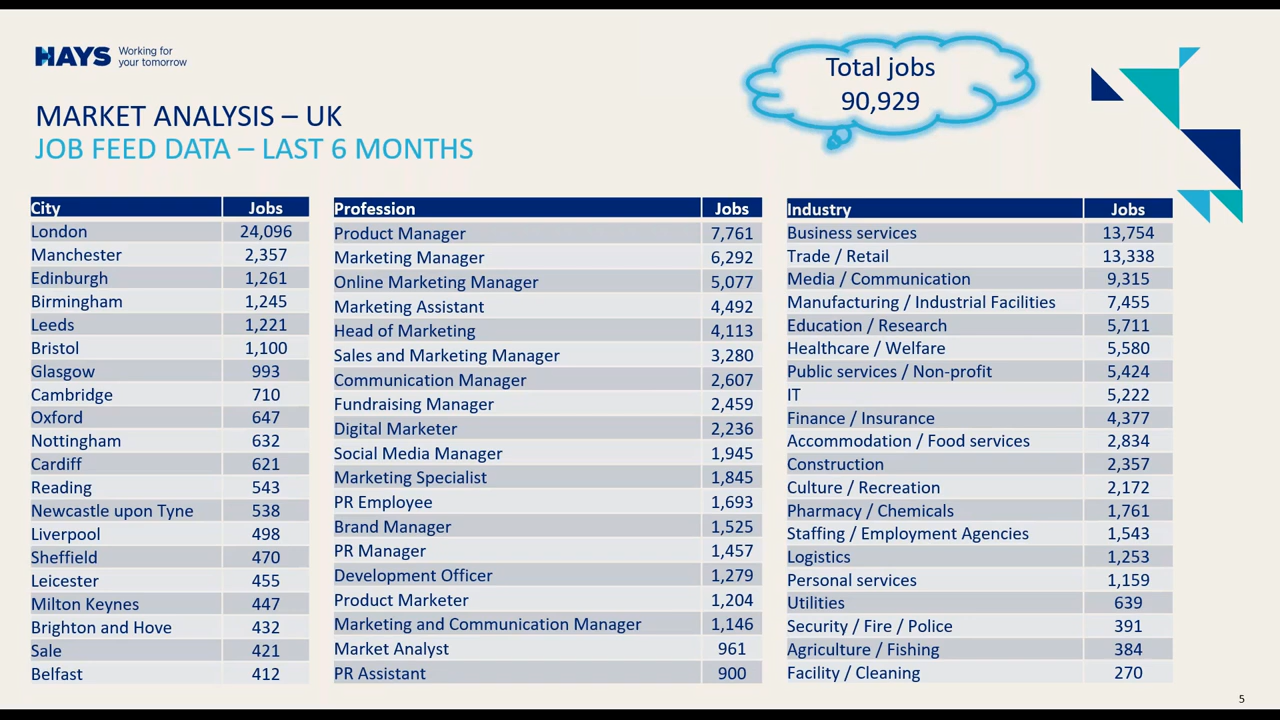 HAYS Working for
your tomorrow
Total jobs
90,929
MARKET ANALYSIS – UK
JOB FEED DATA – LAST 6 MONTHS
City Jobs
London 24,096
Manchester 2,357
Edinburgh 1,261
Birmingham 1,245
Leeds 1,221
Bristol 1,100
Glasgow 993
Cambridge 710
Oxford 647
Nottingham 632
Cardiff 621
Reading 543
Newcastle upon Tyne 538
Liverpool 498
Sheffield 470
Leicester 455
Milton Keynes 447
Brighton and Hove 432
Sale 421
Belfast 412
Profession Jobs
Product Manager 7,761
Marketing Manager 6,292
Online Marketing Manager 5,077
Marketing Assistant 4,492
Head of Marketing 4,113
Sales and Marketing Manager 3,280
Communication Manager 2,607
Fundraising Manager 2,459
Digital Marketer 2,236
Social Media Manager 1,945
Marketing Specialist 1,845
PR Employee 1,693
Brand Manager 1,525
PR Manager 1,457
Development Officer 1,279
Product Marketer 1,204
Marketing and Communication Manager 1,146
Market Analyst 961
PR Assistant 900
Industry Jobs
Business services 13,754
Trade / Retail 13,338
Media / Communication 9,315
Manufacturing / Industrial Facilities 7,455
Education / Research 5,711
Healthcare / Welfare 5,580
Public services / Non-profit 5,424
IT 5,222
Finance / Insurance 4,377
Accommodation / Food services 2,834
Construction 2,357
Culture / Recreation 2,172
Pharmacy / Chemicals 1,761
Staffing / Employment Agencies 1,543
Logistics 1,253
Personal services 1,159
Utilities 639
Security / Fire / Police 391
Agriculture / Fishing 384
Facility / Cleaning 270
5